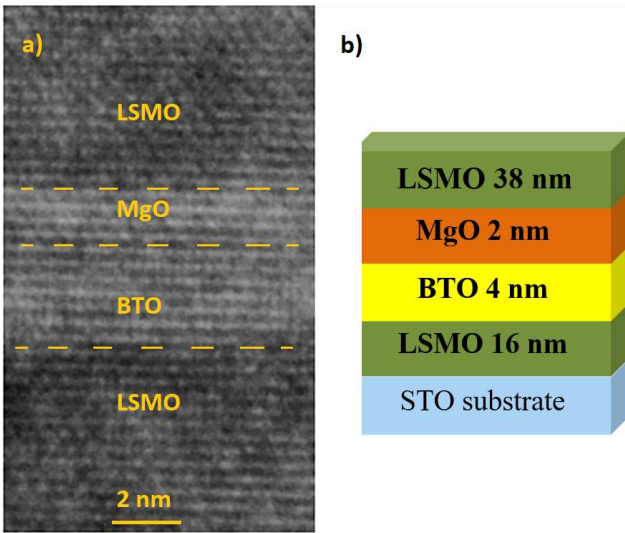 a)
LSMO
MgO
BTO
LSMO
2 nm
b)
LSMO 38 nm
MgO 2 nm
BTO 4 nm
LSMO 16 nm
STO substrate